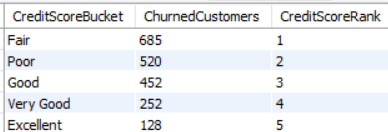 CreditScoreBucket ChurnedCustomers CreditScoreRank
Fair 685 1
Poor 520 2
Good 452 3
Very Good 252 4
Excellent 128 5